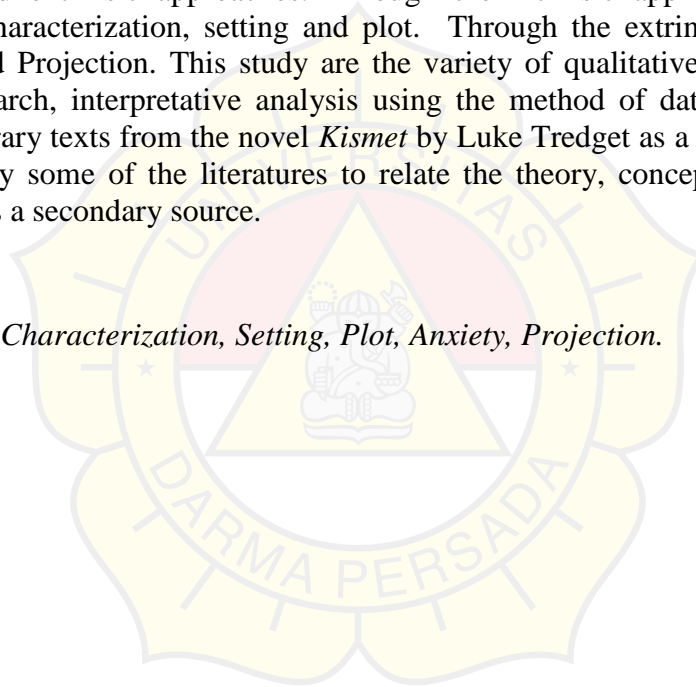 characterization, setting and plot. Through the extrin
d Projection. This study are the variety of qualitative
arch, interpretative analysis using the method of dat
rary texts from the novel Kismet by Luke Tredget as a
y some of the literatures to relate the theory, concep
s a secondary source.
Characterization, Setting, Plot, Anxiety, Projection.
UNIVERSITAS
DARMA PERSADA